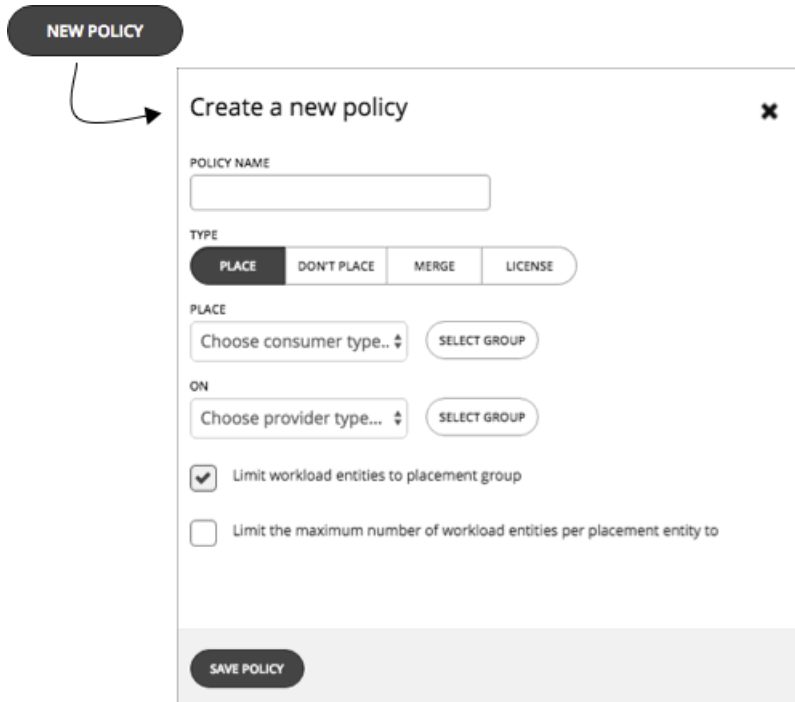 NEW POLICY
Create a new policy
POLICY NAME
TYPE
PLACE DON'T PLACE MERGE LICENSE
PLACE
Choose consumer type.. SELECT GROUP
ON
Choose provider type... SELECT GROUP
Limit workload entities to placement group
Limit the maximum number of workload entities per placement entity to
SAVE POLICY